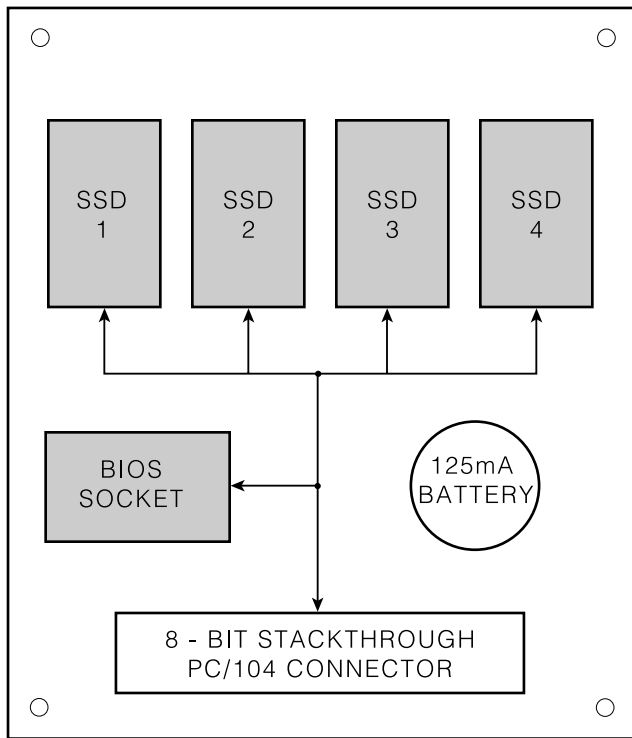 SSD
1
SSD
2
SSD
3
SSD
4
BIOS
SOCKET
125mA
BATTERY
8 - BIT STACKTHROUGH
PC/104 CONNECTOR